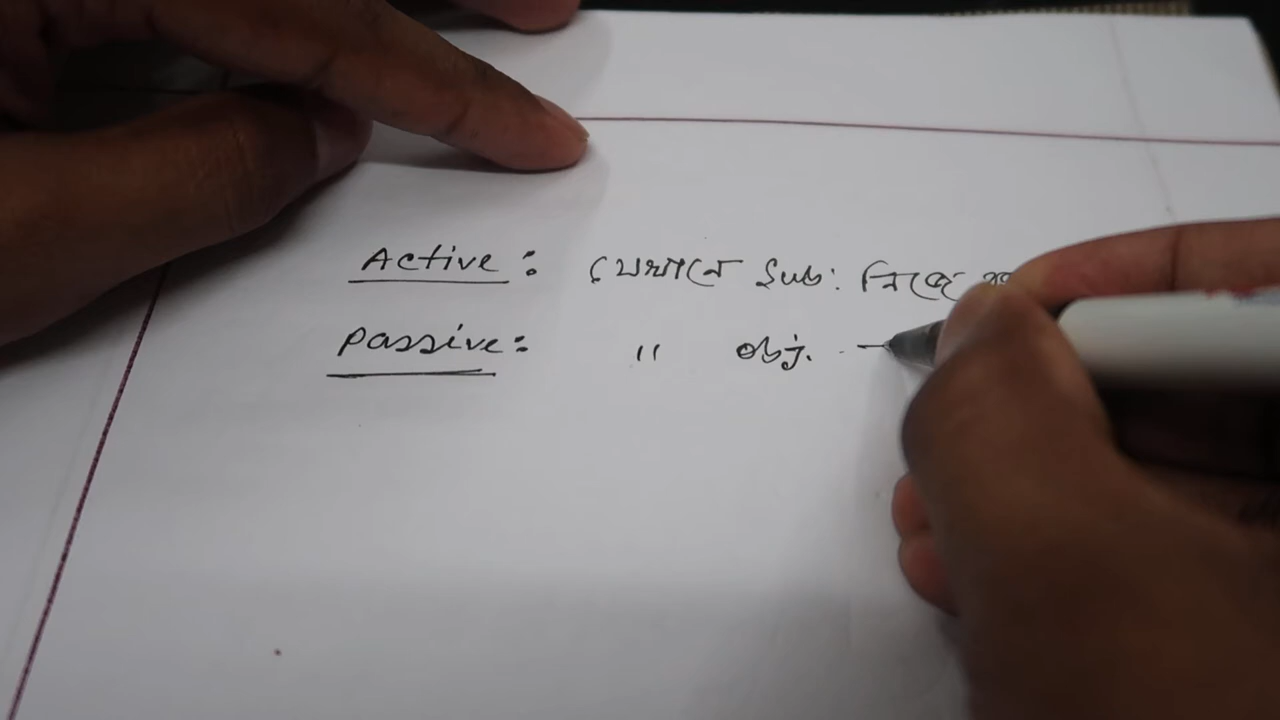 Active : যেখানে Sub: নিজে
Passive : " obj. —